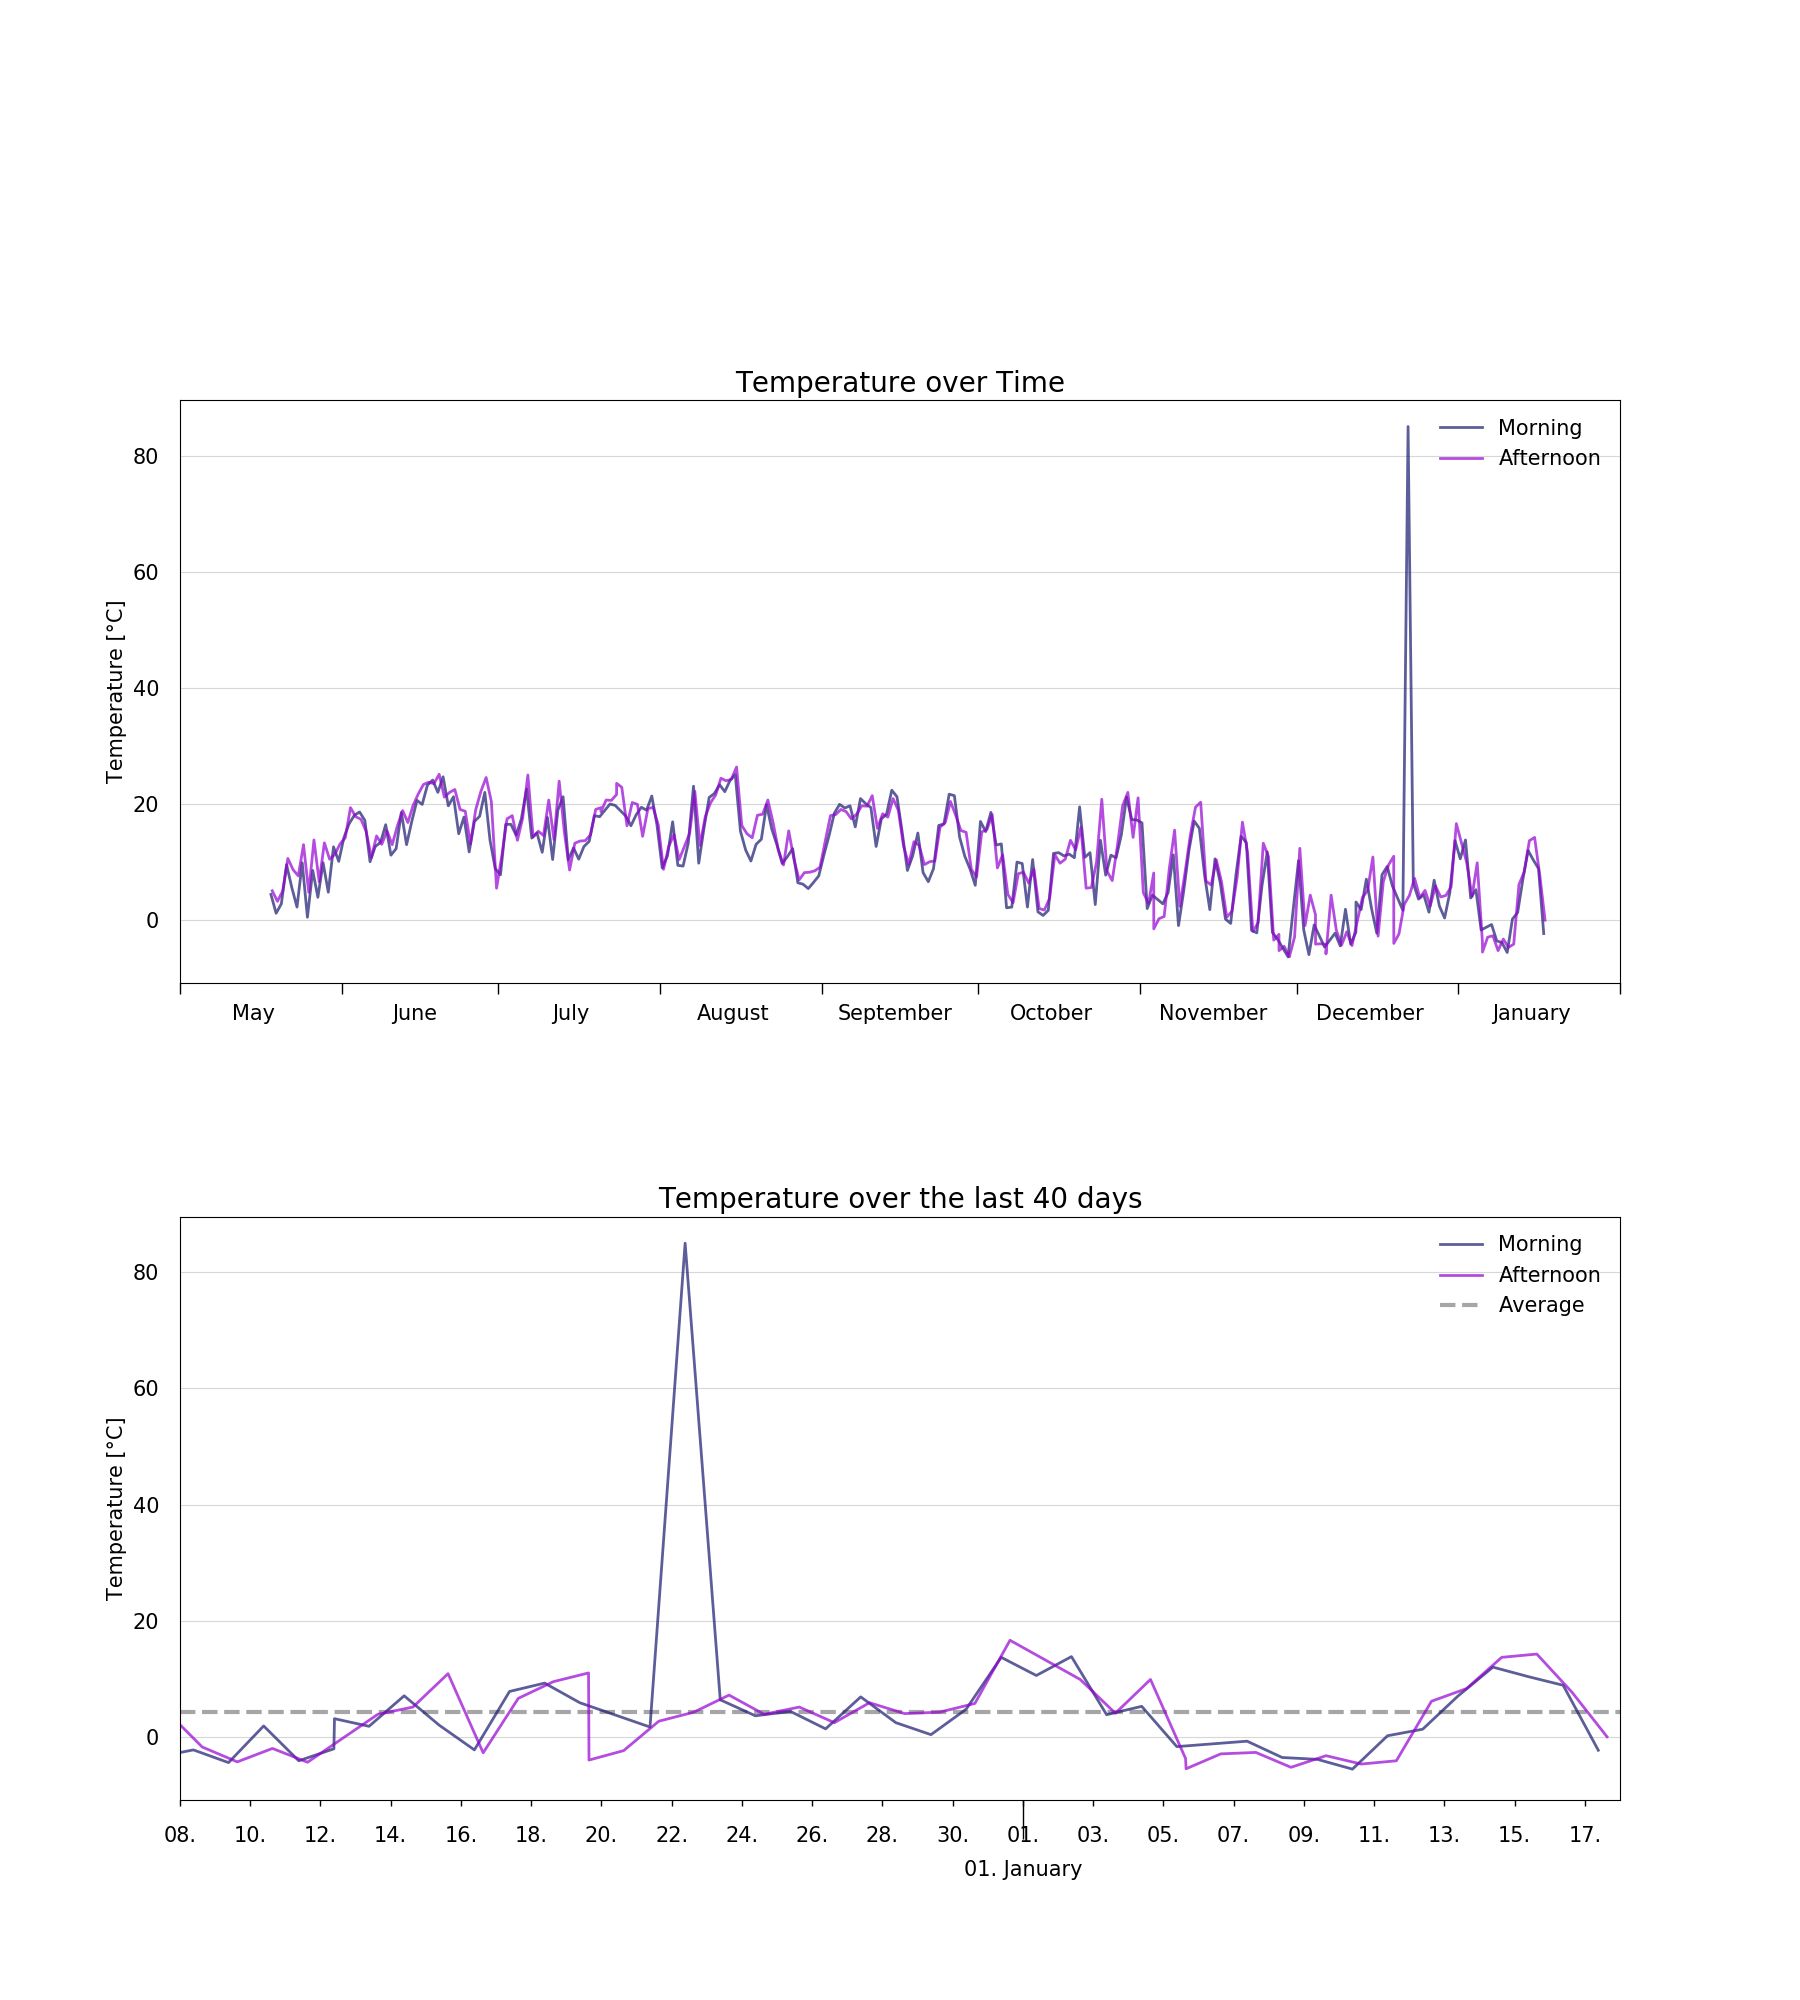 Temperature over Time
Morning
Afternoon
Temperature [°C]
80
60
40
20
0
May June July August September October November December January
Temperature over the last 40 days
Morning
Afternoon
Average
Temperature [°C]
80
60
40
20
0
08. 10. 12. 14. 16. 18. 20. 22. 24. 26. 28. 30. 01. 03. 05. 07. 09. 11. 13. 15. 17.
01. January